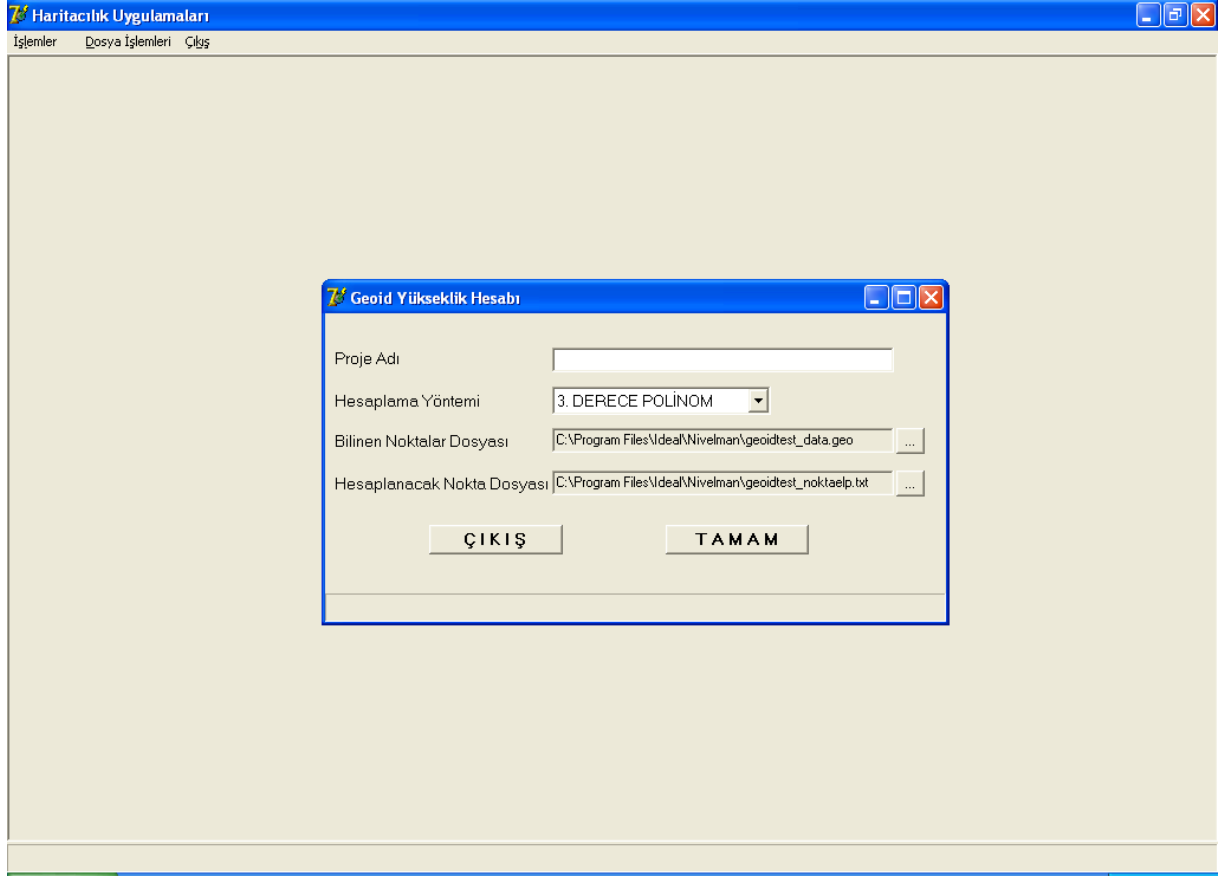 Haritacılık Uygulamaları
İşlemler Dosya İşlemleri Çıkış
Geoid Yükseklik Hesabı
Proje Adı
Hesaplama Yöntemi 3. DERECE POLİNOM
Bilinen Noktalar Dosyası C:\Program Files\Ideal\Nivelman\geoidtest_data.geo ...
Hesaplanacak Nokta Dosyası C:\Program Files\Ideal\Nivelman\geoidtest_noktaelp.txt ...
ÇIKIŞ TAMAM